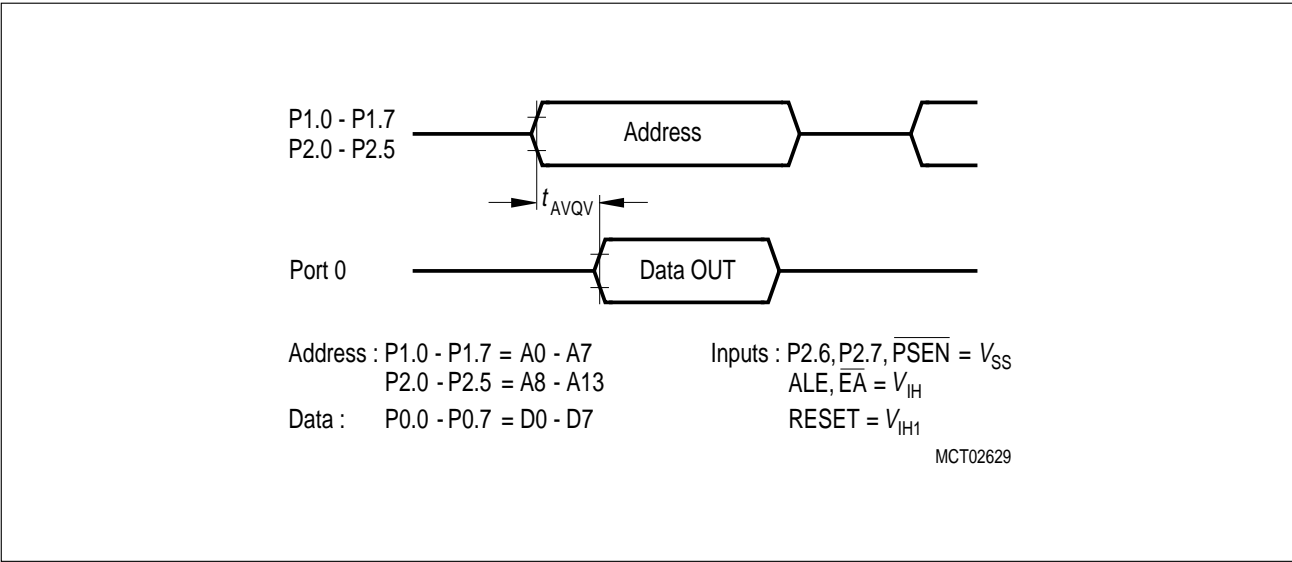 P1.0 - P1.7
P2.0 - P2.5
Address
t AVQV
Port 0
Data OUT
Address : P1.0 - P1.7 = A0 - A7
P2.0 - P2.5 = A8 - A13
Data : P0.0 - P0.7 = D0 - D7
Inputs : P2.6, P2.7, PSEN = VSS
ALE, EA = VIH
RESET = VIH1
MCT02629